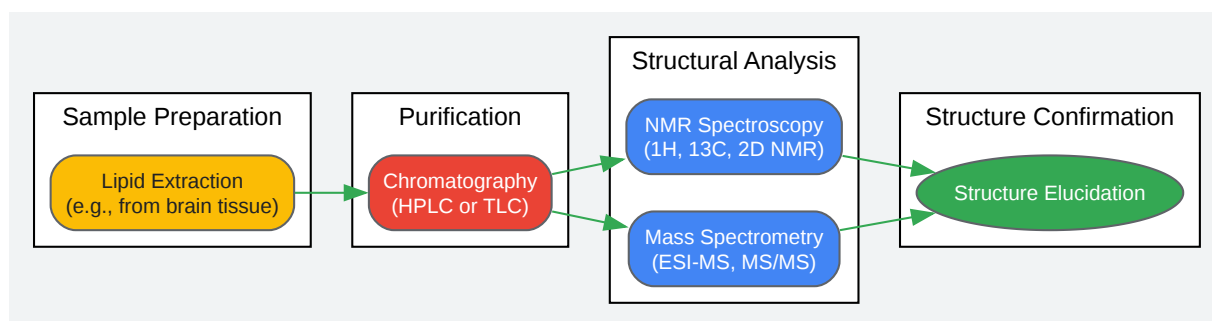 Sample Preparation
Lipid Extraction
(e.g., from brain tissue)
Purification
Chromatography
(HPLC or TLC)
Structural Analysis
NMR Spectroscopy
(1H, 13C, 2D NMR)
Mass Spectrometry
(ESI-MS, MS/MS)
Structure Confirmation
Structure Elucidation